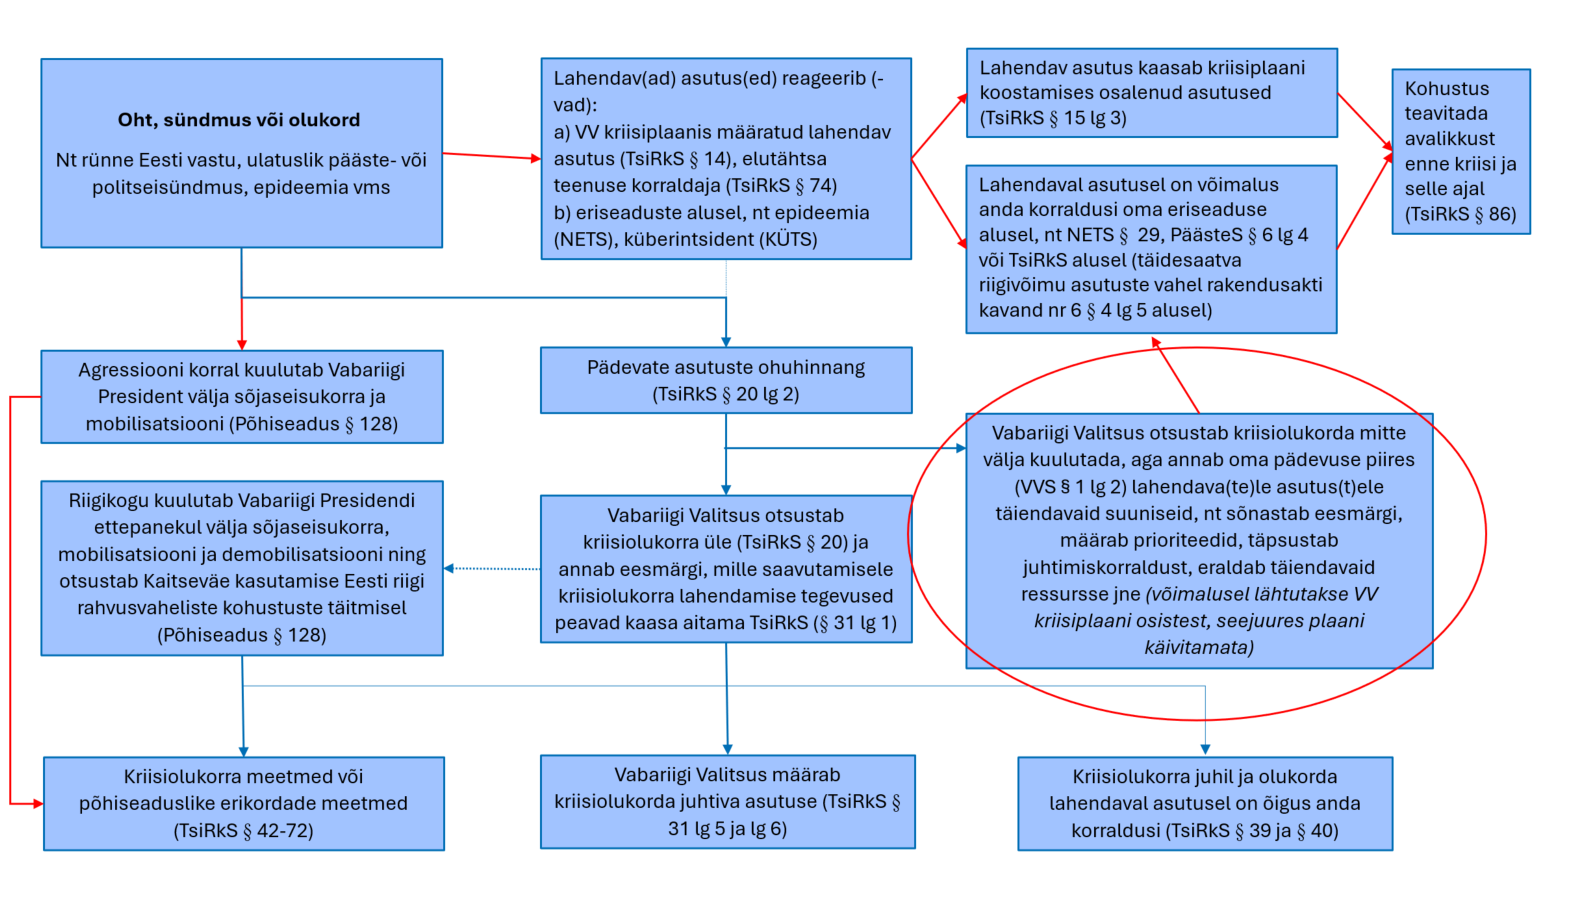 Oht, sündmus või olukord
Nt rünne Eesti vastu, ulatuslik pääste- või
politseisündmus, epideemia vms
Lahendav(ad) asutus(ed) reageerib (-
vad):
a) VV kriisiplaanis määratud lahendav
asutus (TsiRkS § 14), elutähtsa
teenuse korraldaja (TsiRkS § 74)
b) eriseaduste alusel, nt epideemia
(NETS), küberintsident (KÜTS)
Lahendav asutus kaasab kriisiplaani
koostamises osalenud asutused
(TsiRkS § 15 lg 3)
Lahendaval asutusel on võimalus
anda korraldusi oma eriseaduse
alusel, nt NETS §  29, PäästeS § 6 lg 4
või TsiRkS alusel (täidesaatva
riigivõimu asutuste vahel rakendusakti
kavand nr 6 § 4 lg 5 alusel)
Kohustus
teavitada
avalikkust
enne kriisi ja
selle ajal
(TsiRkS § 86)
Agressiooni korral kuulutab Vabariigi
President välja sõjaseisukorra ja
mobilisatsiooni (Põhiseadus § 128)
Pädevate asutuste ohuhinnang
(TsiRkS § 20 lg 2)
Vabariigi Valitsus otsustab kriisiolukorda mitte
välja kuulutada, aga annab oma pädevuse piires
(VVS § 1 lg 2) lahendava(te)le asutus(t)ele
täiendavaid suuniseid, nt sõnastab eesmärgi,
määrab prioriteedid, täpsustab
juhtimiskorraldust, eraldab täiendavaid
ressursse jne (võimalusel lähtutakse VV
kriisiplaani osistest, seejuures plaani
käivitamata)
Riigikogu kuulutab Vabariigi Presidendi
ettepanekul välja sõjaseisukorra,
mobilisatsiooni ja demobilisatsiooni ning
otsustab Kaitseväe kasutamise Eesti riigi
rahvusvaheliste kohustuste täitmisel
(Põhiseadus § 128)
Vabariigi Valitsus otsustab
kriisiolukorra üle (TsiRkS § 20) ja
annab eesmärgi, mille saavutamisele
kriisiolukorra lahendamise tegevused
peavad kaasa aitama TsiRkS (§ 31 lg 1)
Kriisiolukorra meetmed või
põhiseaduslike erikordade meetmed
(TsiRkS § 42-72)
Vabariigi Valitsus määrab
kriisiolukorda juhtiva asutuse (TsiRkS §
31 lg 5 ja lg 6)
Kriisiolukorra juhil ja olukorda
lahendaval asutusel on õigus anda
korraldusi (TsiRkS § 39 ja § 40)